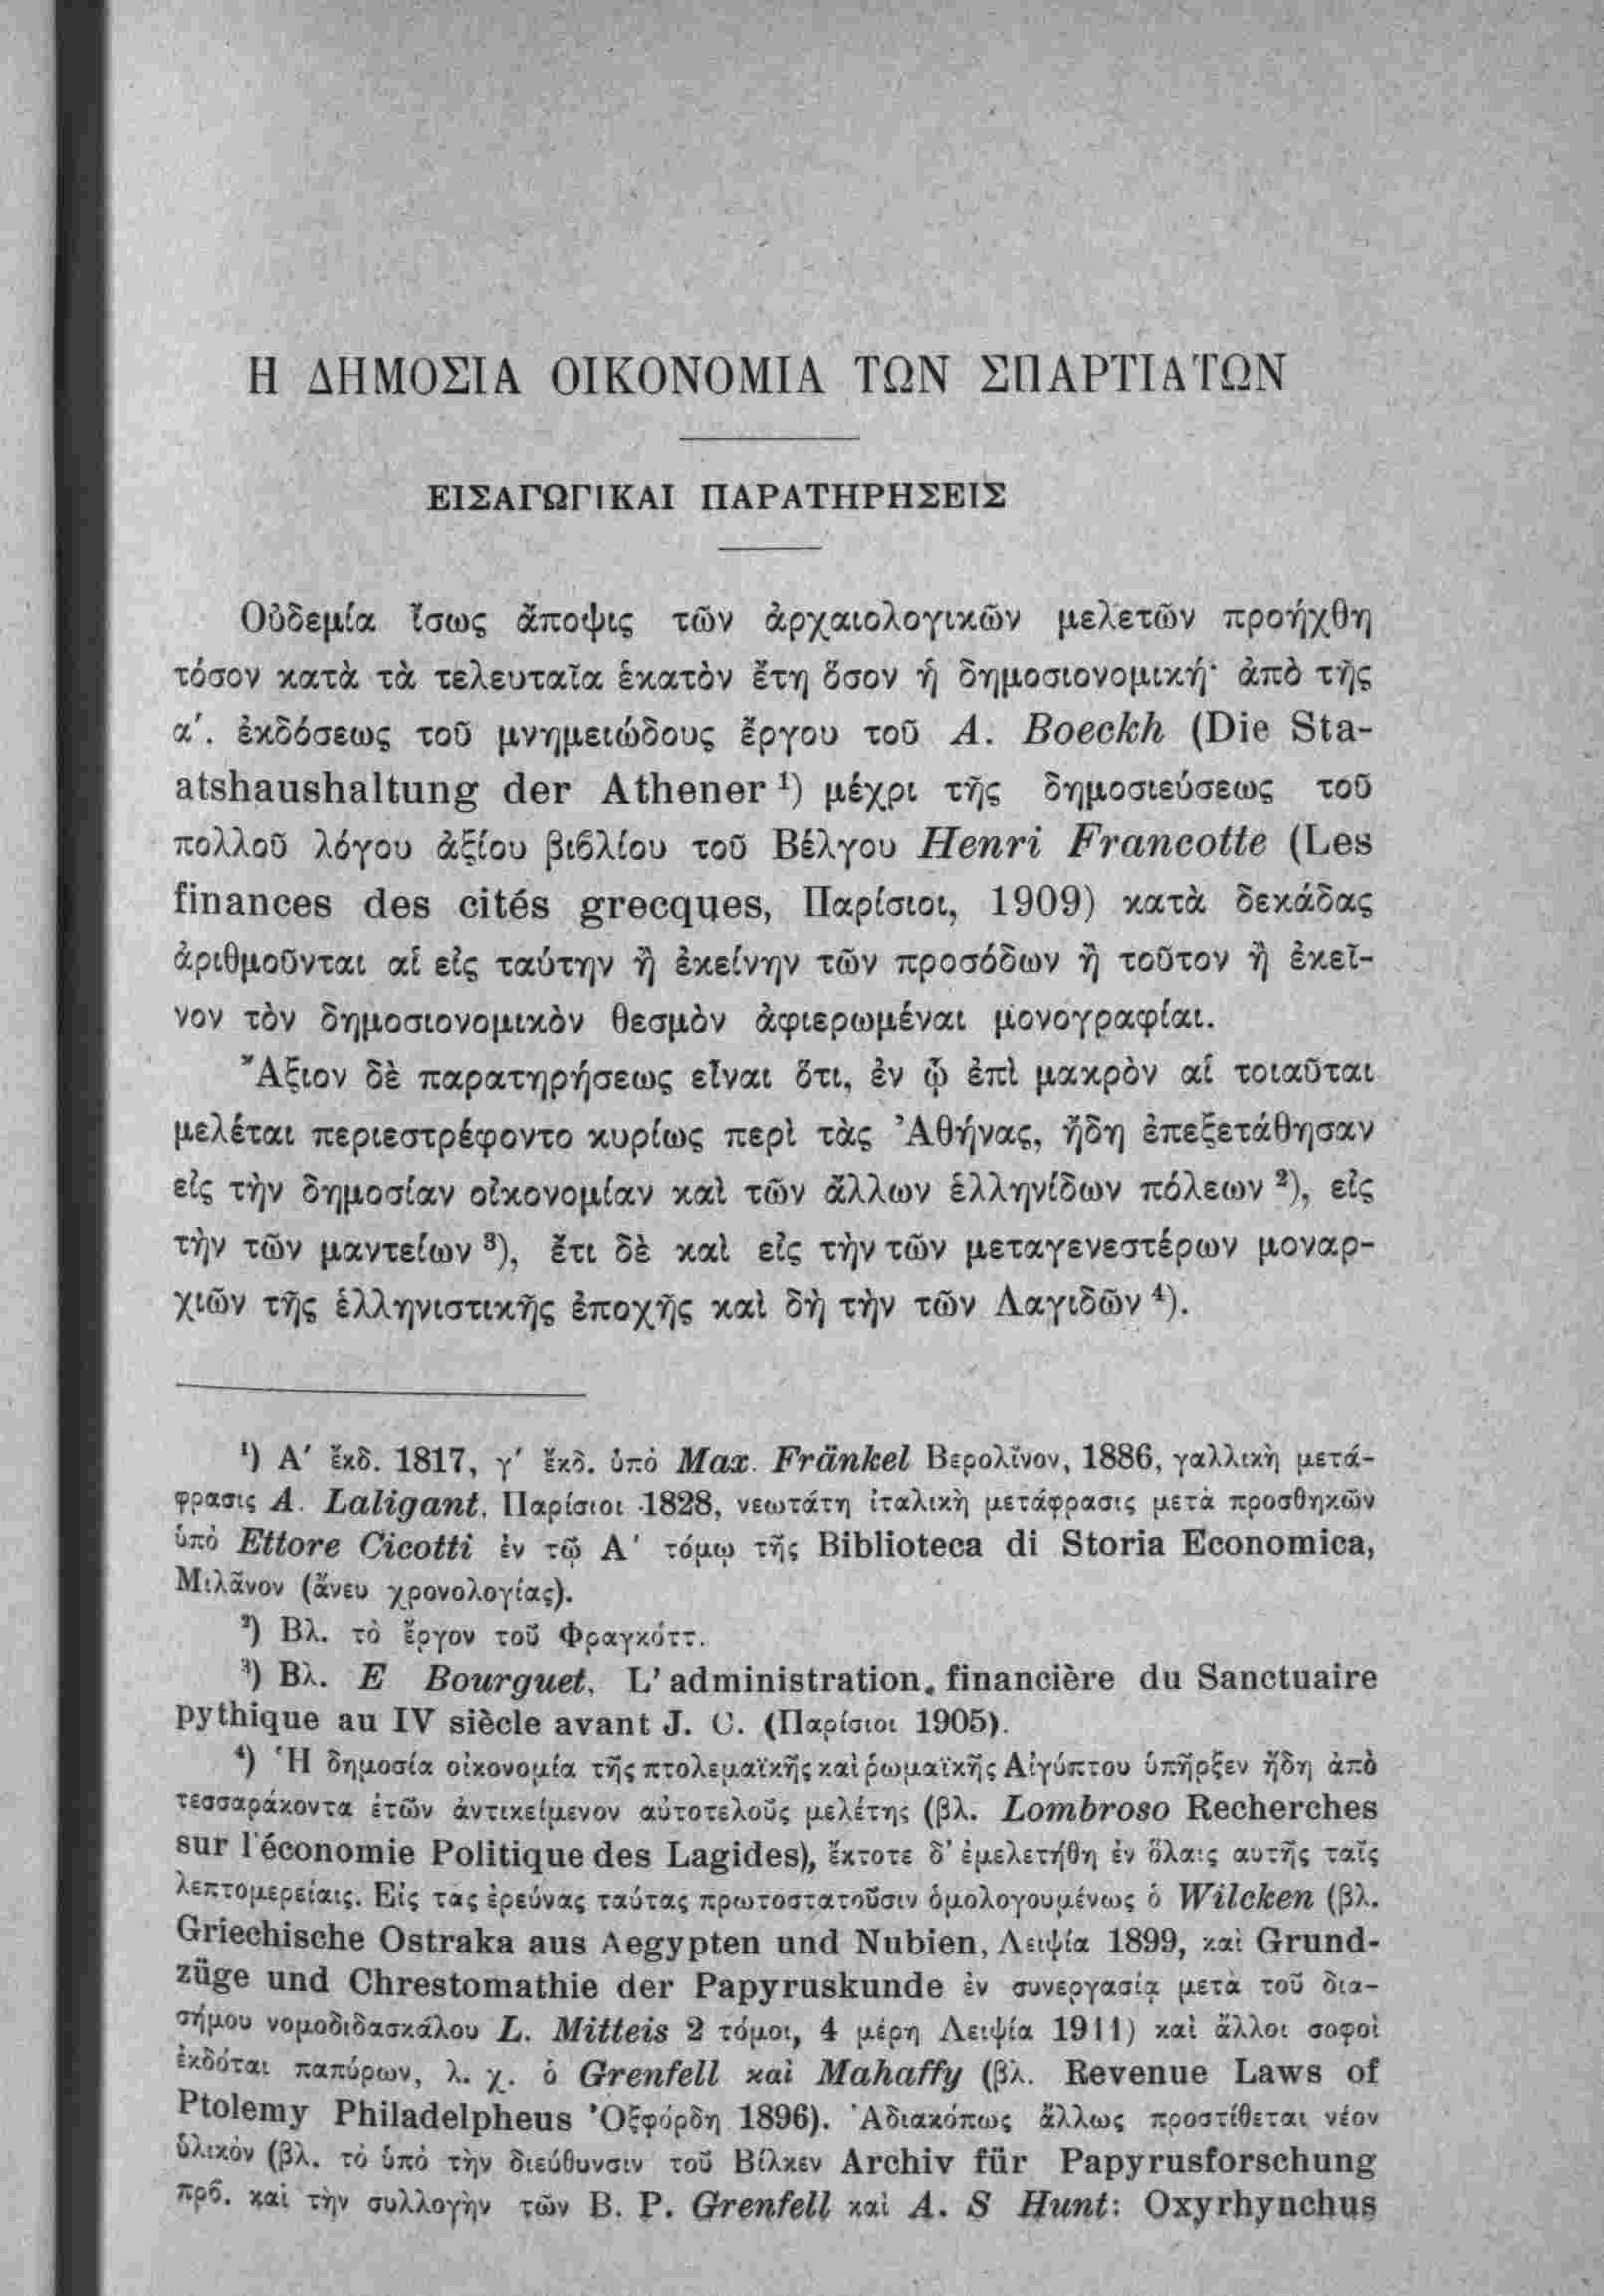 Η ΔΗΜΟΣΙΑ ΟΙΚΟΝΟΜΙΑ ΤΩΝ ΣΠΑΡΤΙΑΤΩΝ
ΕΙΣΑΓΩΓΙΚΑΙ ΠΑΡΑΤΗΡΗΣΕΙΣ
Οὐδεμία ἴσως ἄποψις τῶν ἀρχαιολογικῶν μελετῶν προήχθη
τόσον κατὰ τὰ τελευταῖα ἑκατὸν ἔτη ὅσον ἡ δημοσιονομική· ἀπὸ τῆς
α΄. ἐκδόσεως τοῦ μνημειώδους ἔργου τοῦ A. Boeckh (Die Sta-
atshaushaltung der Athener ¹) μέχρι τῆς δημοσιεύσεως τοῦ
πολλοῦ λόγου ἀξίου βιβλίου τοῦ Βέλγου Henri Francotte (Les
finances des cités grecques, Παρίσιοι, 1909) κατὰ δεκάδας
ἀριθμοῦνται αἱ εἰς ταύτην ἢ ἐκείνην τῶν προσόδων ἢ τοῦτον ἢ ἐκεῖ-
νον τὸν δημοσιονομικὸν θεσμὸν ἀφιερωμέναι μονογραφίαι.
Ἄξιον δὲ παρατηρήσεως εἶναι ὅτι, ἐν ᾧ ἐπὶ μακρὸν αἱ τοιαῦται
μελέται περιεστρέφοντο κυρίως περὶ τὰς Ἀθήνας, ἤδη ἐπεξετάθησαν
εἰς τὴν δημοσίαν οἰκονομίαν καὶ τῶν ἄλλων ἑλληνίδων πόλεων ²), εἰς
τὴν τῶν μαντείων ³), ἔτι δὲ καὶ εἰς τὴν τῶν μεταγενεστέρων μοναρ-
χιῶν τῆς ἑλληνιστικῆς ἐποχῆς καὶ δὴ τὴν τῶν Λαγιδῶν ⁴).
¹) Α΄ ἔκδ. 1817, γ΄ ἔκδ. ὑπὸ Max. Fränkel Βερολῖνον, 1886, γαλλικὴ μετά-
φρασις A. Laligant. Παρίσιοι 1828, νεωτάτη ἰταλικὴ μετάφρασις μετὰ προσθηκῶν
ὑπὸ Ettore Cicotti ἐν τῷ Α΄ τόμῳ τῆς Biblioteca di Storia Economica,
Μιλᾶνον (ἄνευ χρονολογίας).
²) Βλ. τὸ ἔργον τοῦ Φραγκόττ.
³) Βλ. E Bourguet. L' administration. financière du Sanctuaire
pythique au IV siècle avant J. C. (Παρίσιοι 1905).
⁴) Ἡ δημοσία οἰκονομία τῆς πτολεμαϊκῆς καὶ ῥωμαϊκῆς Αἰγύπτου ὑπῆρξεν ἤδη ἀπὸ
τεσσαράκοντα ἐτῶν ἀντικείμενον αὐτοτελοῦς μελέτης (βλ. Lombroso Recherches
sur l'économie Politique des Lagides), ἔκτοτε δ' ἐμελετήθη ἐν ὅλαις αυτῆς ταῖς
λεπτομερείαις. Εἰς τας ἐρεύνας ταύτας πρωτοστατοῦσιν ὁμολογουμένως ὁ Wilcken (βλ.
Griechische Ostraka aus Aegypten und Nubien, Λειψία 1899, καὶ Grund-
züge und Chrestomathie der Papyruskunde ἐν συνεργασίᾳ μετὰ τοῦ δια-
σήμου νομοδιδασκάλου L. Mitteis 2 τόμοι, 4 μέρη Λειψία 1911) καὶ ἄλλοι σοφοὶ
ἐκδόται παπύρων, λ. χ. ὁ Grenfell καὶ Mahaffy (βλ. Revenue Laws of
Ptolemy Philadelpheus Ὀξφόρδη 1896). Ἀδιακόπως ἄλλως προστίθεται νέον
ὑλικὸν (βλ. τὸ ὑπὸ τὴν διεύθυνσιν τοῦ Βίλκεν Archiv für Papyrusforschung
πρβ. καὶ τὴν συλλογὴν τῶν B. P. Grenfell καὶ A. S Hunt: Oxyrhynchus